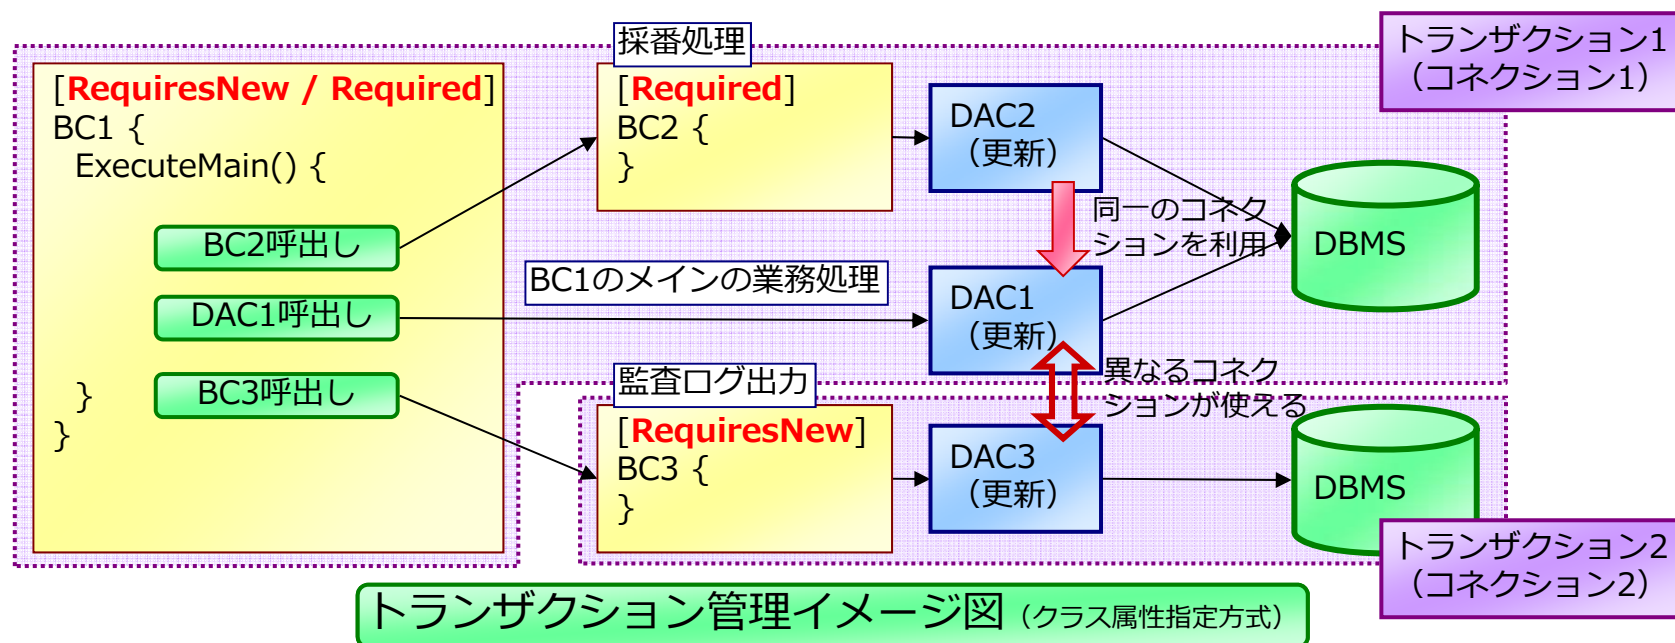 採番処理
トランザクション1
（コネクション1）
[RequiresNew / Required]
BC1 {
ExecuteMain() {
BC2呼出し
DAC1呼出し
BC3呼出し
}
}
[Required]
BC2 {
}
DAC2
（更新）
同一のコネク
ションを利用
DBMS
BC1のメインの業務処理
DAC1
（更新）
異なるコネク
ションが使える
監査ログ出力
[RequiresNew]
BC3 {
}
DAC3
（更新）
DBMS
トランザクション2
（コネクション2）
トランザクション管理イメージ図（クラス属性指定方式）